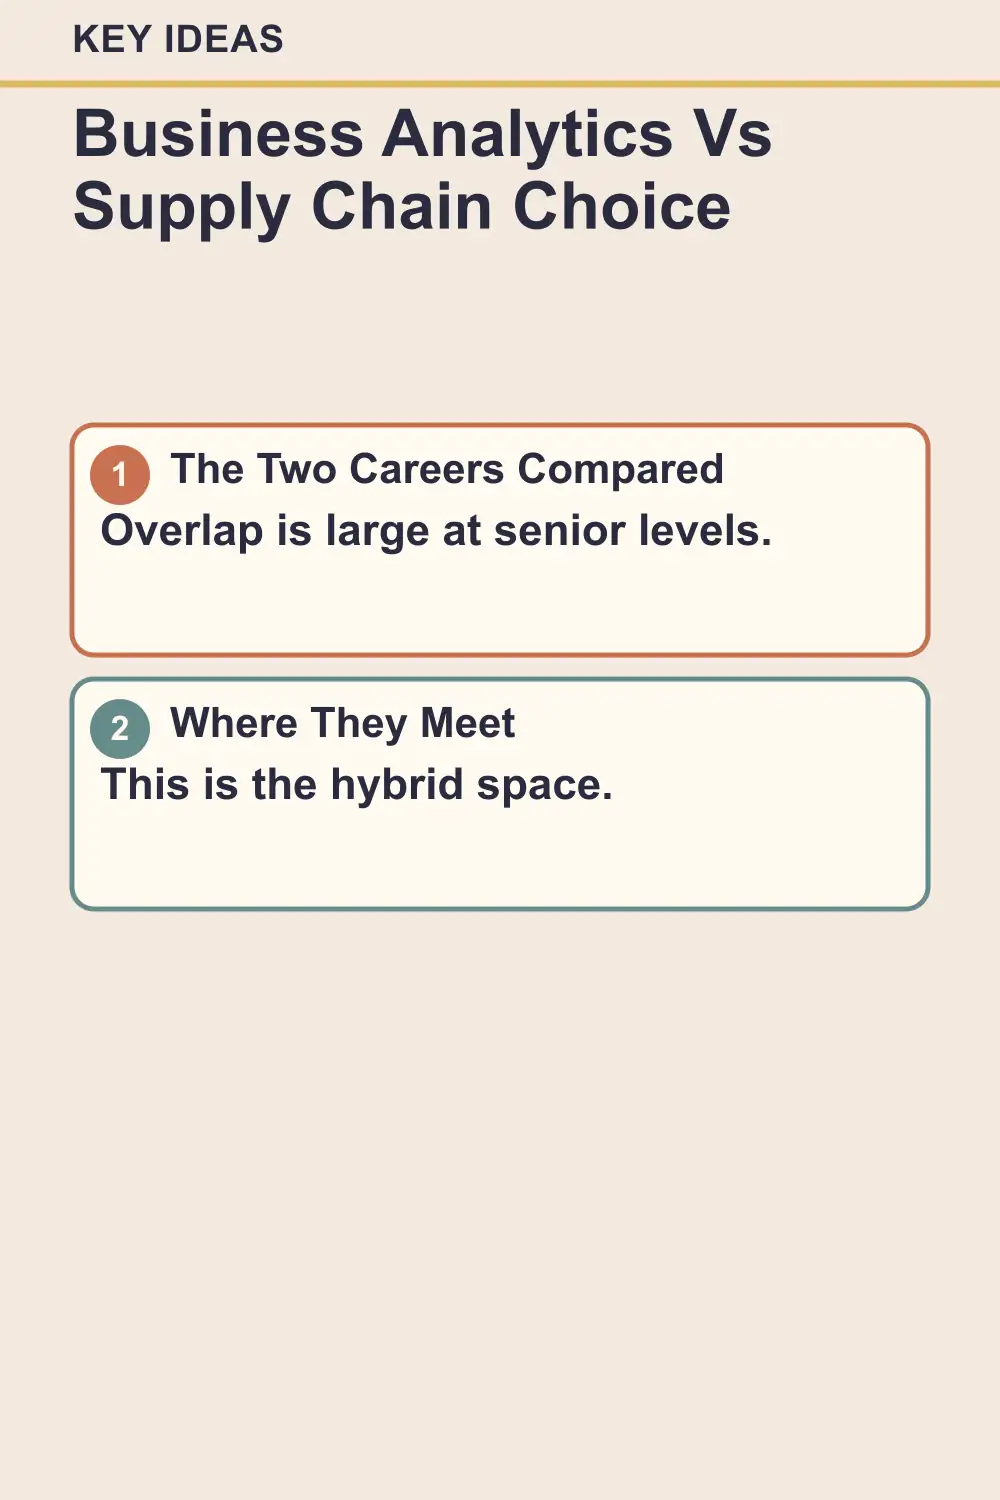 KEY IDEAS
Business Analytics Vs
Supply Chain Choice
1 The Two Careers Compared
Overlap is large at senior levels.
2 Where They Meet
This is the hybrid space.